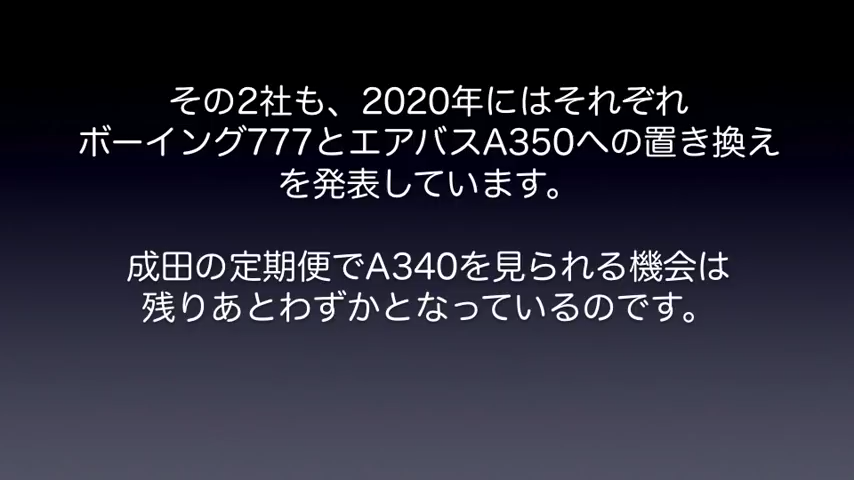 その2社も、2020年にはそれぞれ
ボーイング777とエアバスA350への置き換え
を発表しています。
成田の定期便でA340を見られる機会は
残りあとわずかとなっているのです。